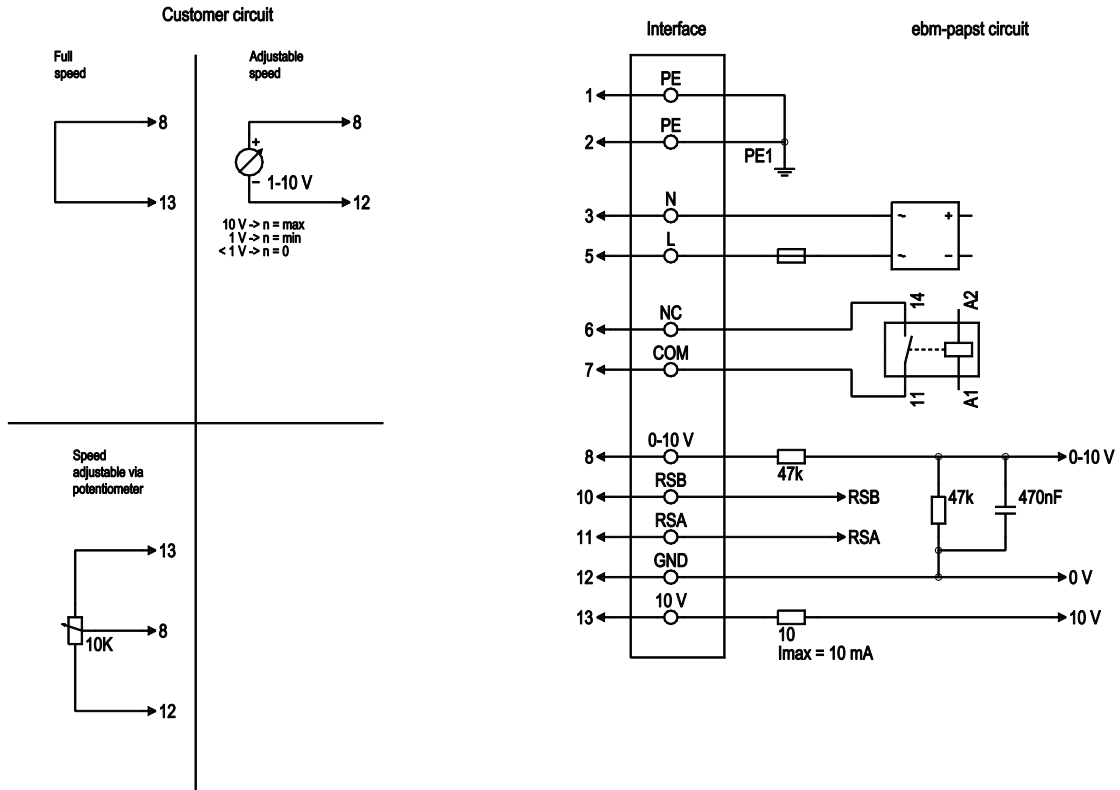 Customer circuit
Full
speed
8
13
Adjustable
speed
8
+
–
1-10 V
12
10 V -> n = max
1 V -> n = min
< 1 V -> n = 0
Speed
adjustable via
potentiometer
13
8
10K
12
Interface
ebm-papst circuit
1
PE
2
PE
PE1
3
N
~
+
5
L
~
–
6
NC
14
A2
7
COM
11
A1
8
0-10 V
47k
0-10 V
10
RSB
RSB
47k
470nF
11
RSA
RSA
12
GND
0 V
13
10 V
10
Imax = 10 mA
10 V